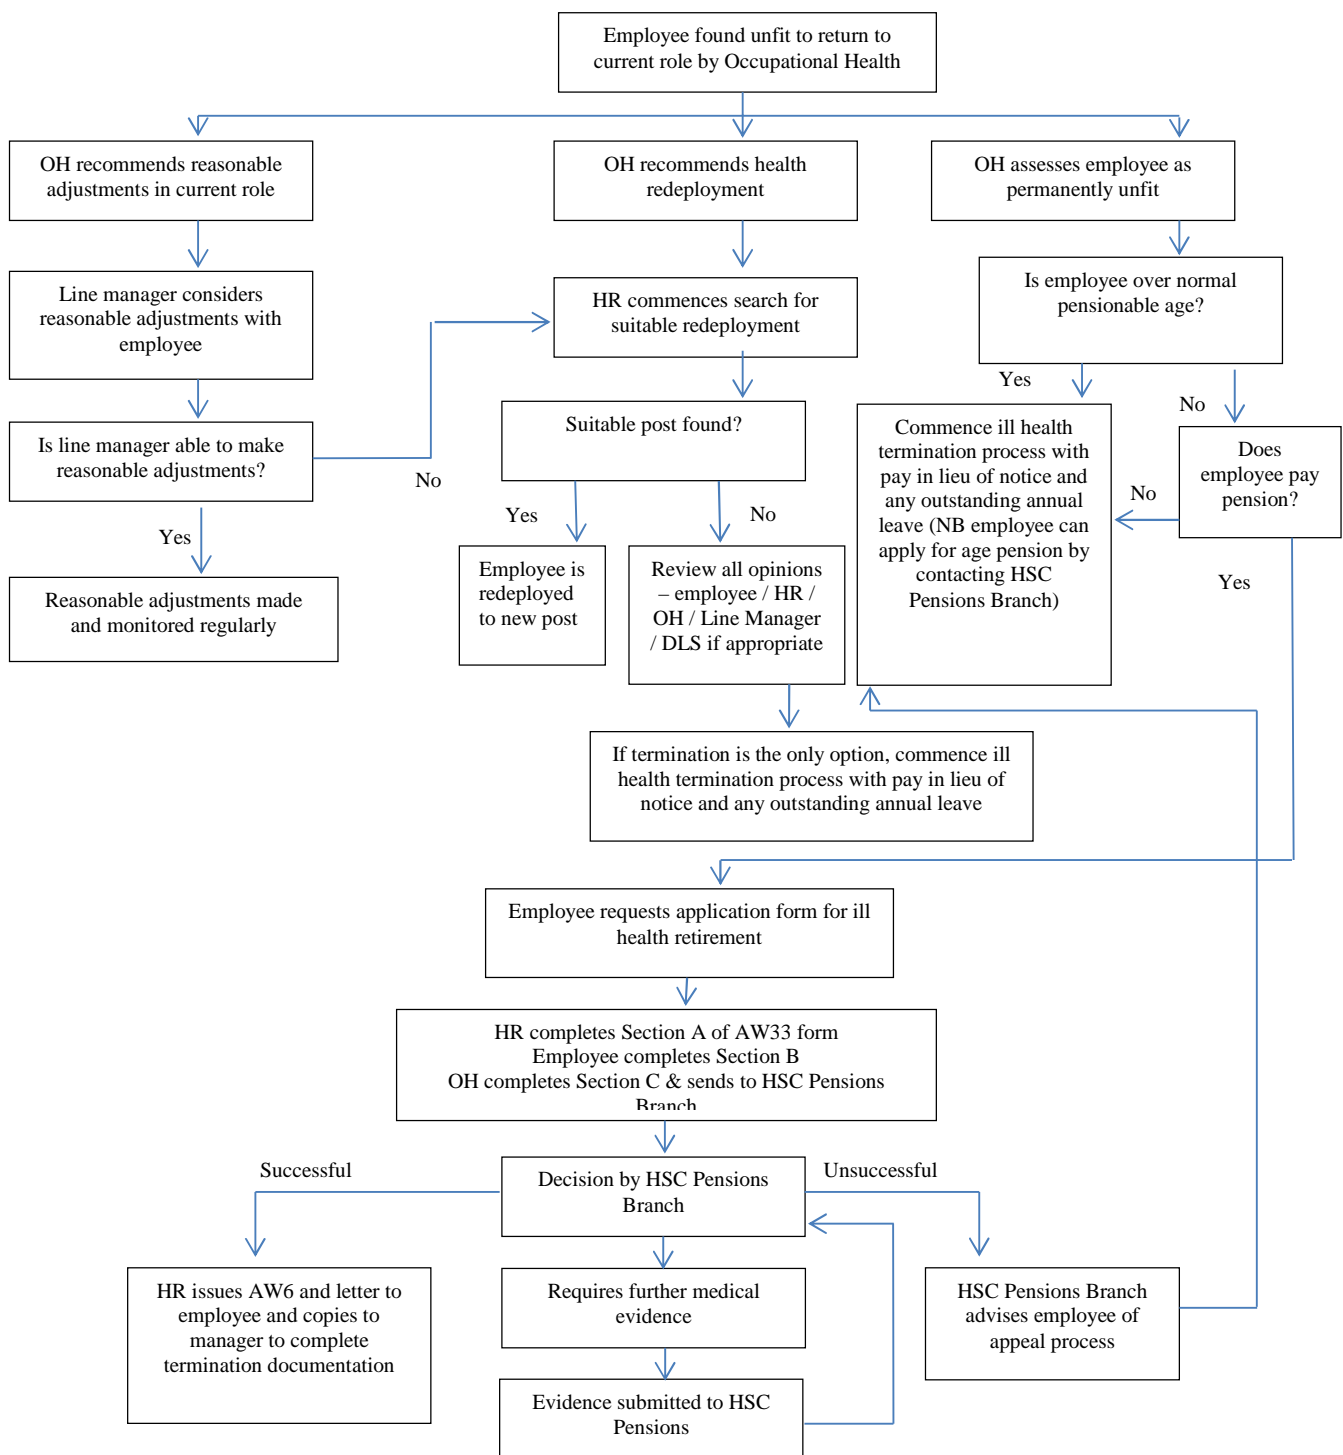 Employee found unfit to return to
current role by Occupational Health
OH recommends reasonable
adjustments in current role
OH recommends health
redeployment
OH assesses employee as
permanently unfit
Line manager considers
reasonable adjustments with
employee
HR commences search for
suitable redeployment
Is employee over normal
pensionable age?
Yes
No
Is line manager able to make
reasonable adjustments?
No
Suitable post found?
Commence ill health
termination process with
pay in lieu of notice and
any outstanding annual
leave (NB employee can
apply for age pension by
contacting HSC
Pensions Branch)
Does
employee pay
pension?
No
Yes
Yes
Yes
No
Reasonable adjustments made
and monitored regularly
Employee is
redeployed
to new post
Review all opinions
– employee / HR /
OH / Line Manager
/ DLS if appropriate
If termination is the only option, commence ill
health termination process with pay in lieu of
notice and any outstanding annual leave
Employee requests application form for ill
health retirement
HR completes Section A of AW33 form
Employee completes Section B
OH completes Section C & sends to HSC Pensions
Branch
Successful
Decision by HSC Pensions
Branch
Unsuccessful
HR issues AW6 and letter to
employee and copies to
manager to complete
termination documentation
Requires further medical
evidence
HSC Pensions Branch
advises employee of
appeal process
Evidence submitted to HSC
Pensions